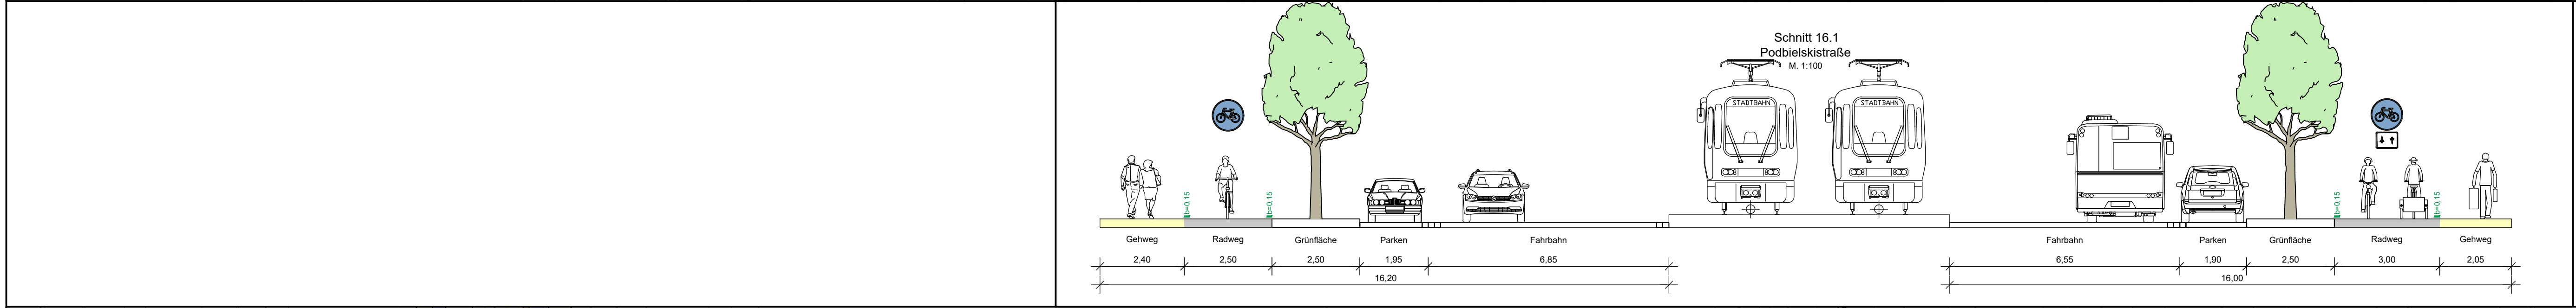 Schnitt 16.1
Podbielskistraße
M. 1:100
STADTBAHN STADTBAHN
b=0,15 b=0,15 b=0,15 b=0,15
Gehweg Radweg Grünfläche Parken Fahrbahn Fahrbahn Parken Grünfläche Radweg Gehweg
2,40 2,50 2,50 1,95 6,85 6,55 1,90 2,50 3,00 2,05
16,20 16,00